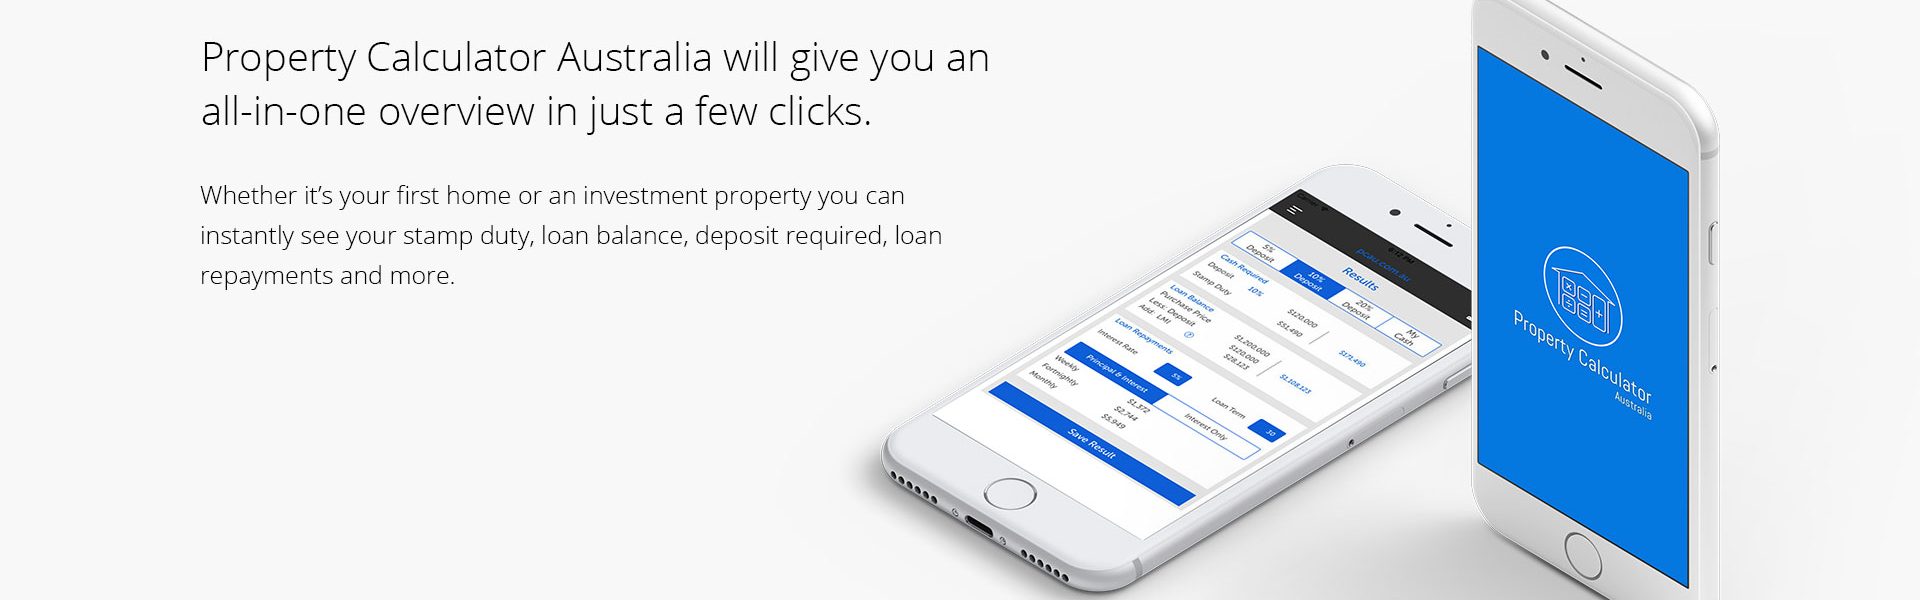 Property Calculator Australia will give you an
all-in-one overview in just a few clicks.
Whether it’s your first home or an investment property you can
instantly see your stamp duty, loan balance, deposit required, loan
repayments and more.
pcau.com.au
Results
5% Deposit
10% Deposit
20% Deposit
My Cash
Cash Required
Deposit 10% $120,000
Stamp Duty $51,490 $171,490
Loan Balance
Purchase Price $1,200,000
Less: Deposit $120,000
Add: LMI $28,123 $1,108,123
Loan Repayments
Interest Rate 5% Loan Term 30
Principal & Interest Interest Only
Weekly $1,372
Fortnightly $2,744
Monthly $5,949
Save Result
Property Calculator
Australia